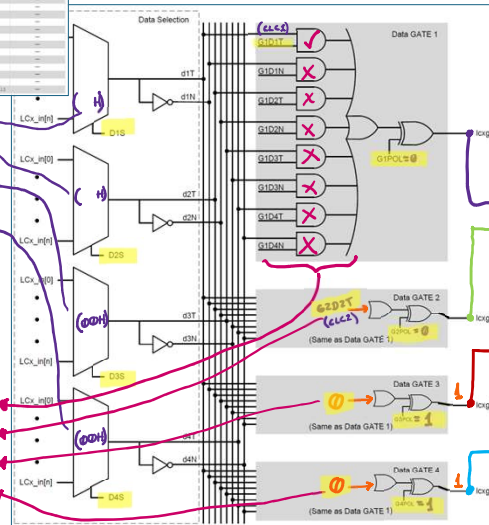 Data Selection
Data GATE 1
(CLC2)
G1D1T
G1D1N
G1D2T
G1D2N
G1D3T
G1D3N
G1D4T
G1D4N
G1POL=0
lcxg
d1T
d1N
( H)
LCx_in[n]
D1S
LCx_in[0]
d2T
d2N
( H)
LCx_in[n]
D2S
LCx_in[0]
d3T
d3N
(00H)
LCx_in[n]
D3S
LCx_in[0]
d4T
d4N
(00H)
LCx_in[n]
D4S
Data GATE 2
G2D2T
(CLC2)
G2POL=0
lcxg
(Same as Data GATE 1)
Data GATE 3
0
G3POL=1
1
lcxg
(Same as Data GATE 1)
Data GATE 4
0
G4POL=1
1
lcxg
(Same as Data GATE 1)